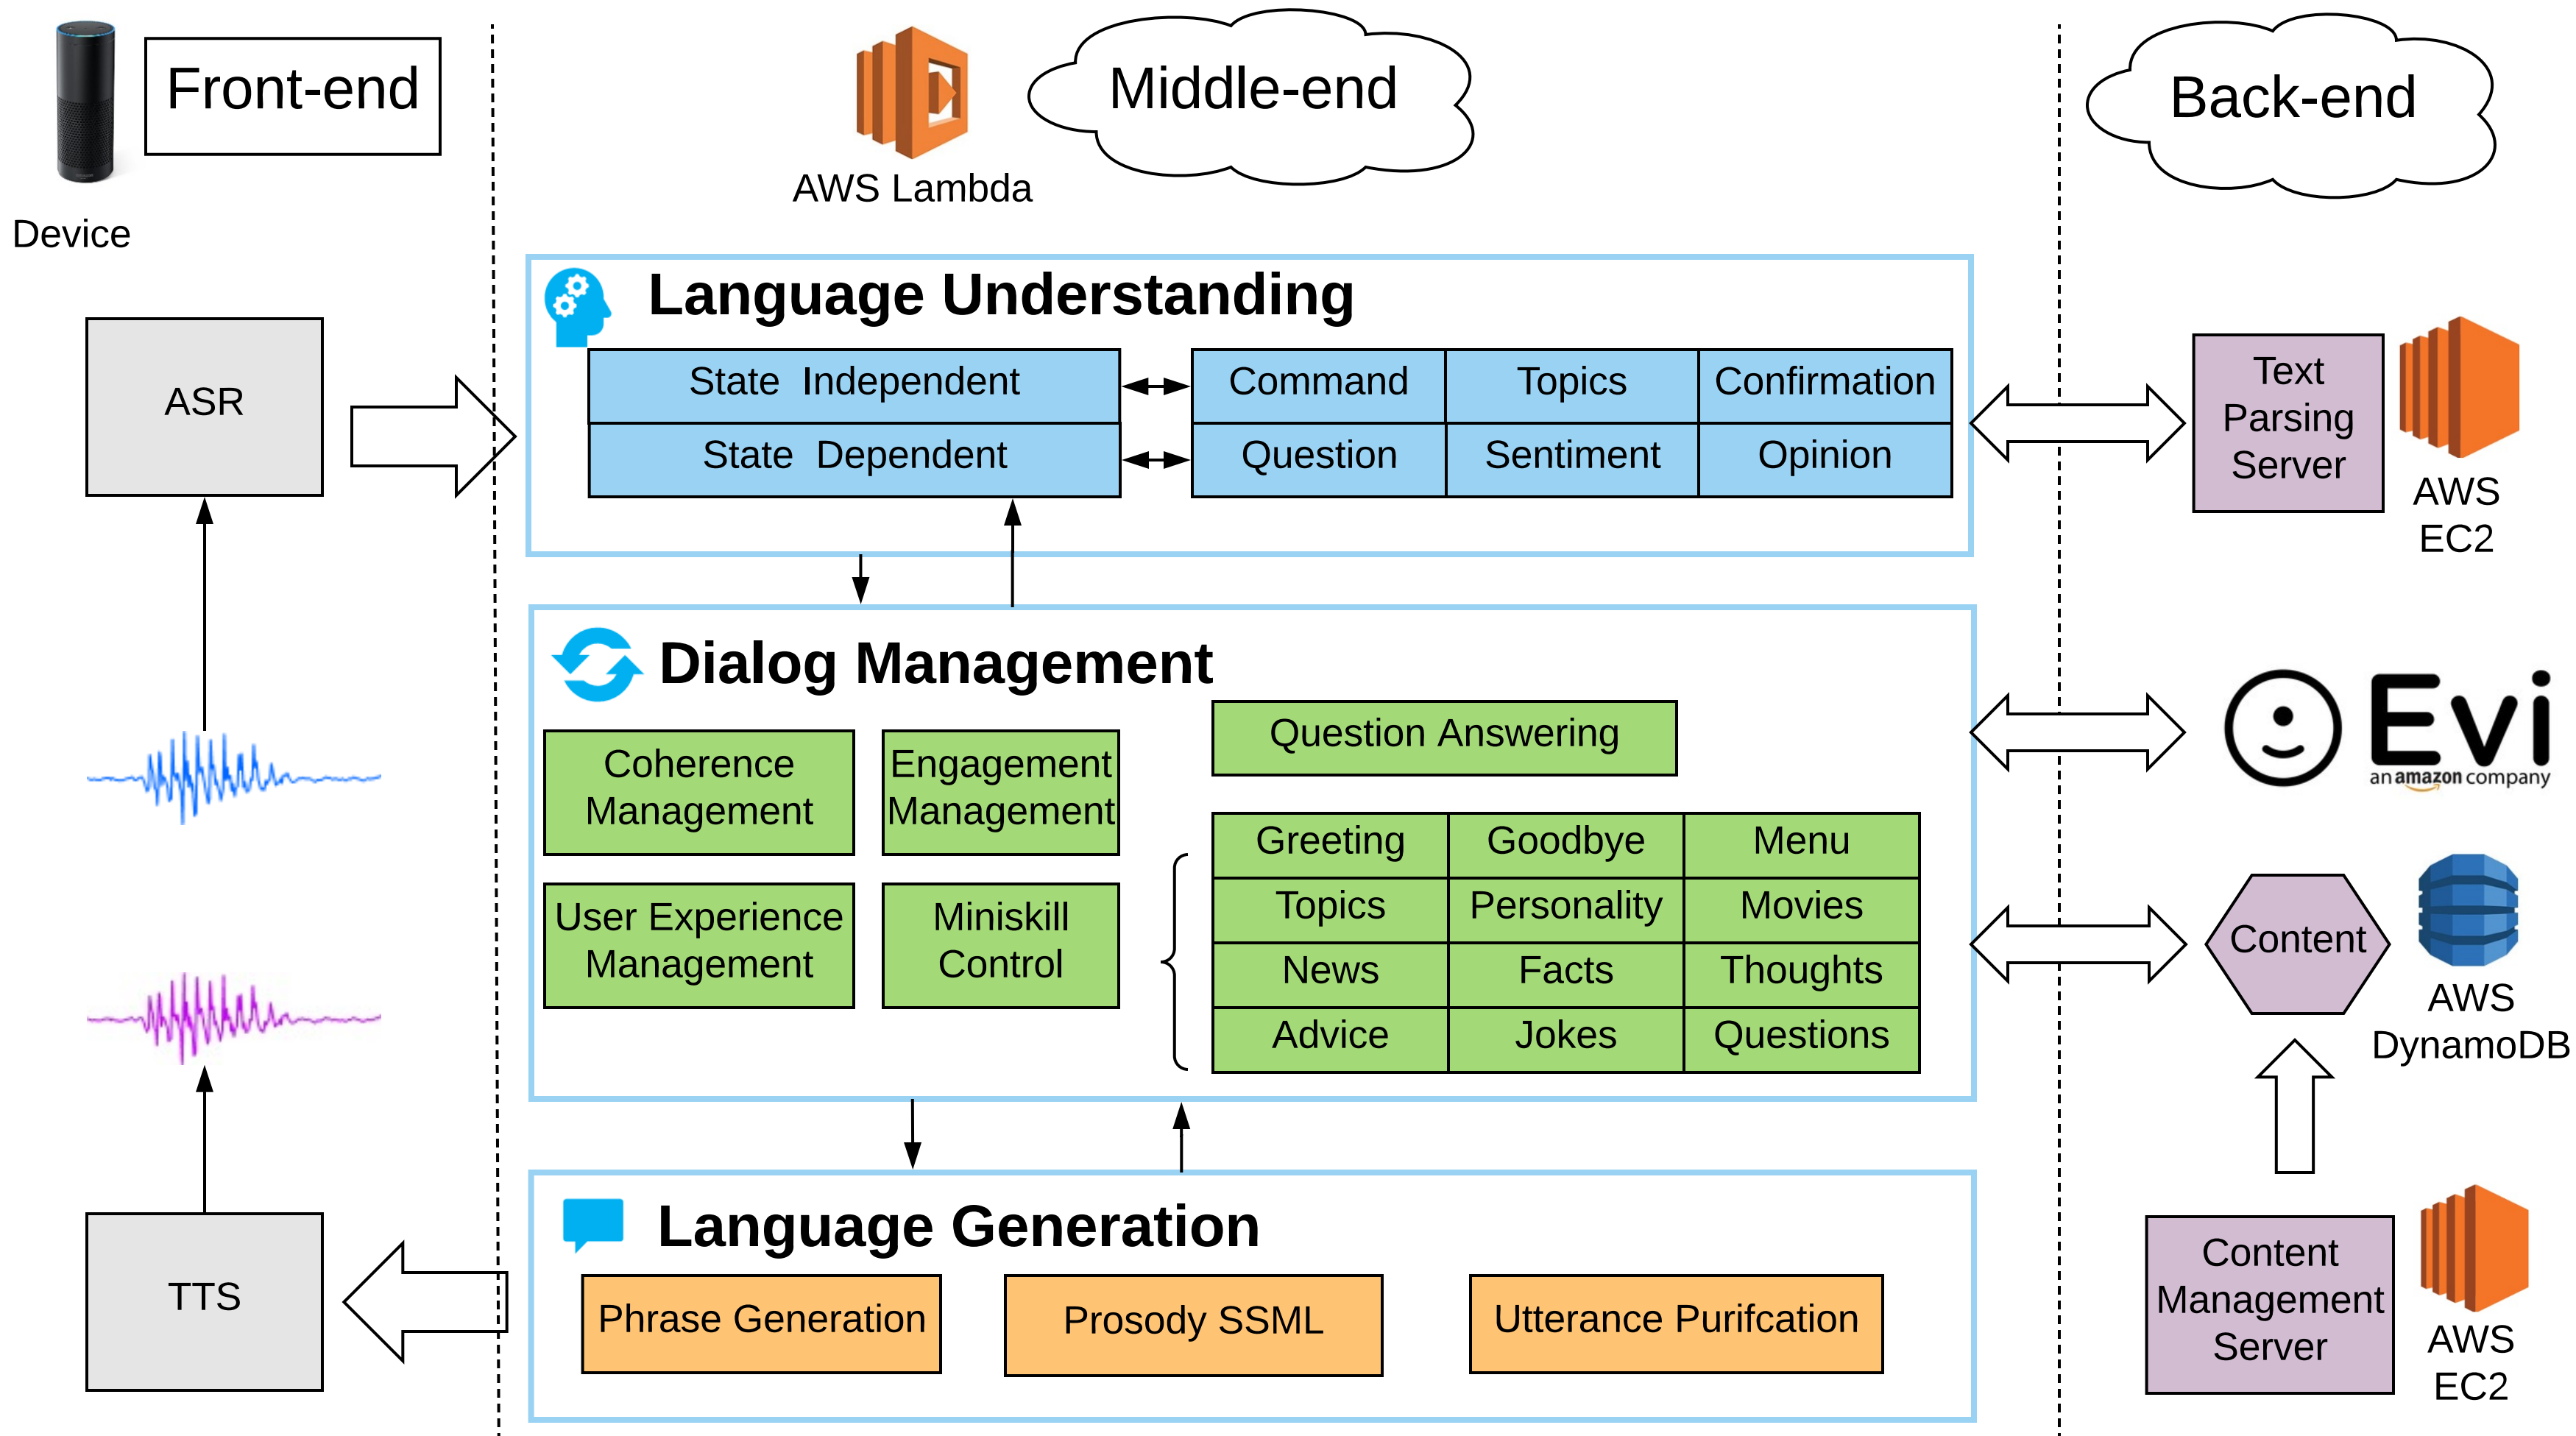 Front-end
Device
ASR
TTS
AWS Lambda
Middle-end
Language Understanding
State Independent
Command
Topics
Confirmation
State Dependent
Question
Sentiment
Opinion
Dialog Management
Coherence
Management
Engagement
Management
User Experience
Management
Miniskill
Control
Question Answering
Greeting
Goodbye
Menu
Topics
Personality
Movies
News
Facts
Thoughts
Advice
Jokes
Questions
Language Generation
Phrase Generation
Prosody SSML
Utterance Purifcation
Back-end
Text
Parsing
Server
AWS
EC2
Evi
an amazon company
Content
AWS
DynamoDB
Content
Management
Server
AWS
EC2